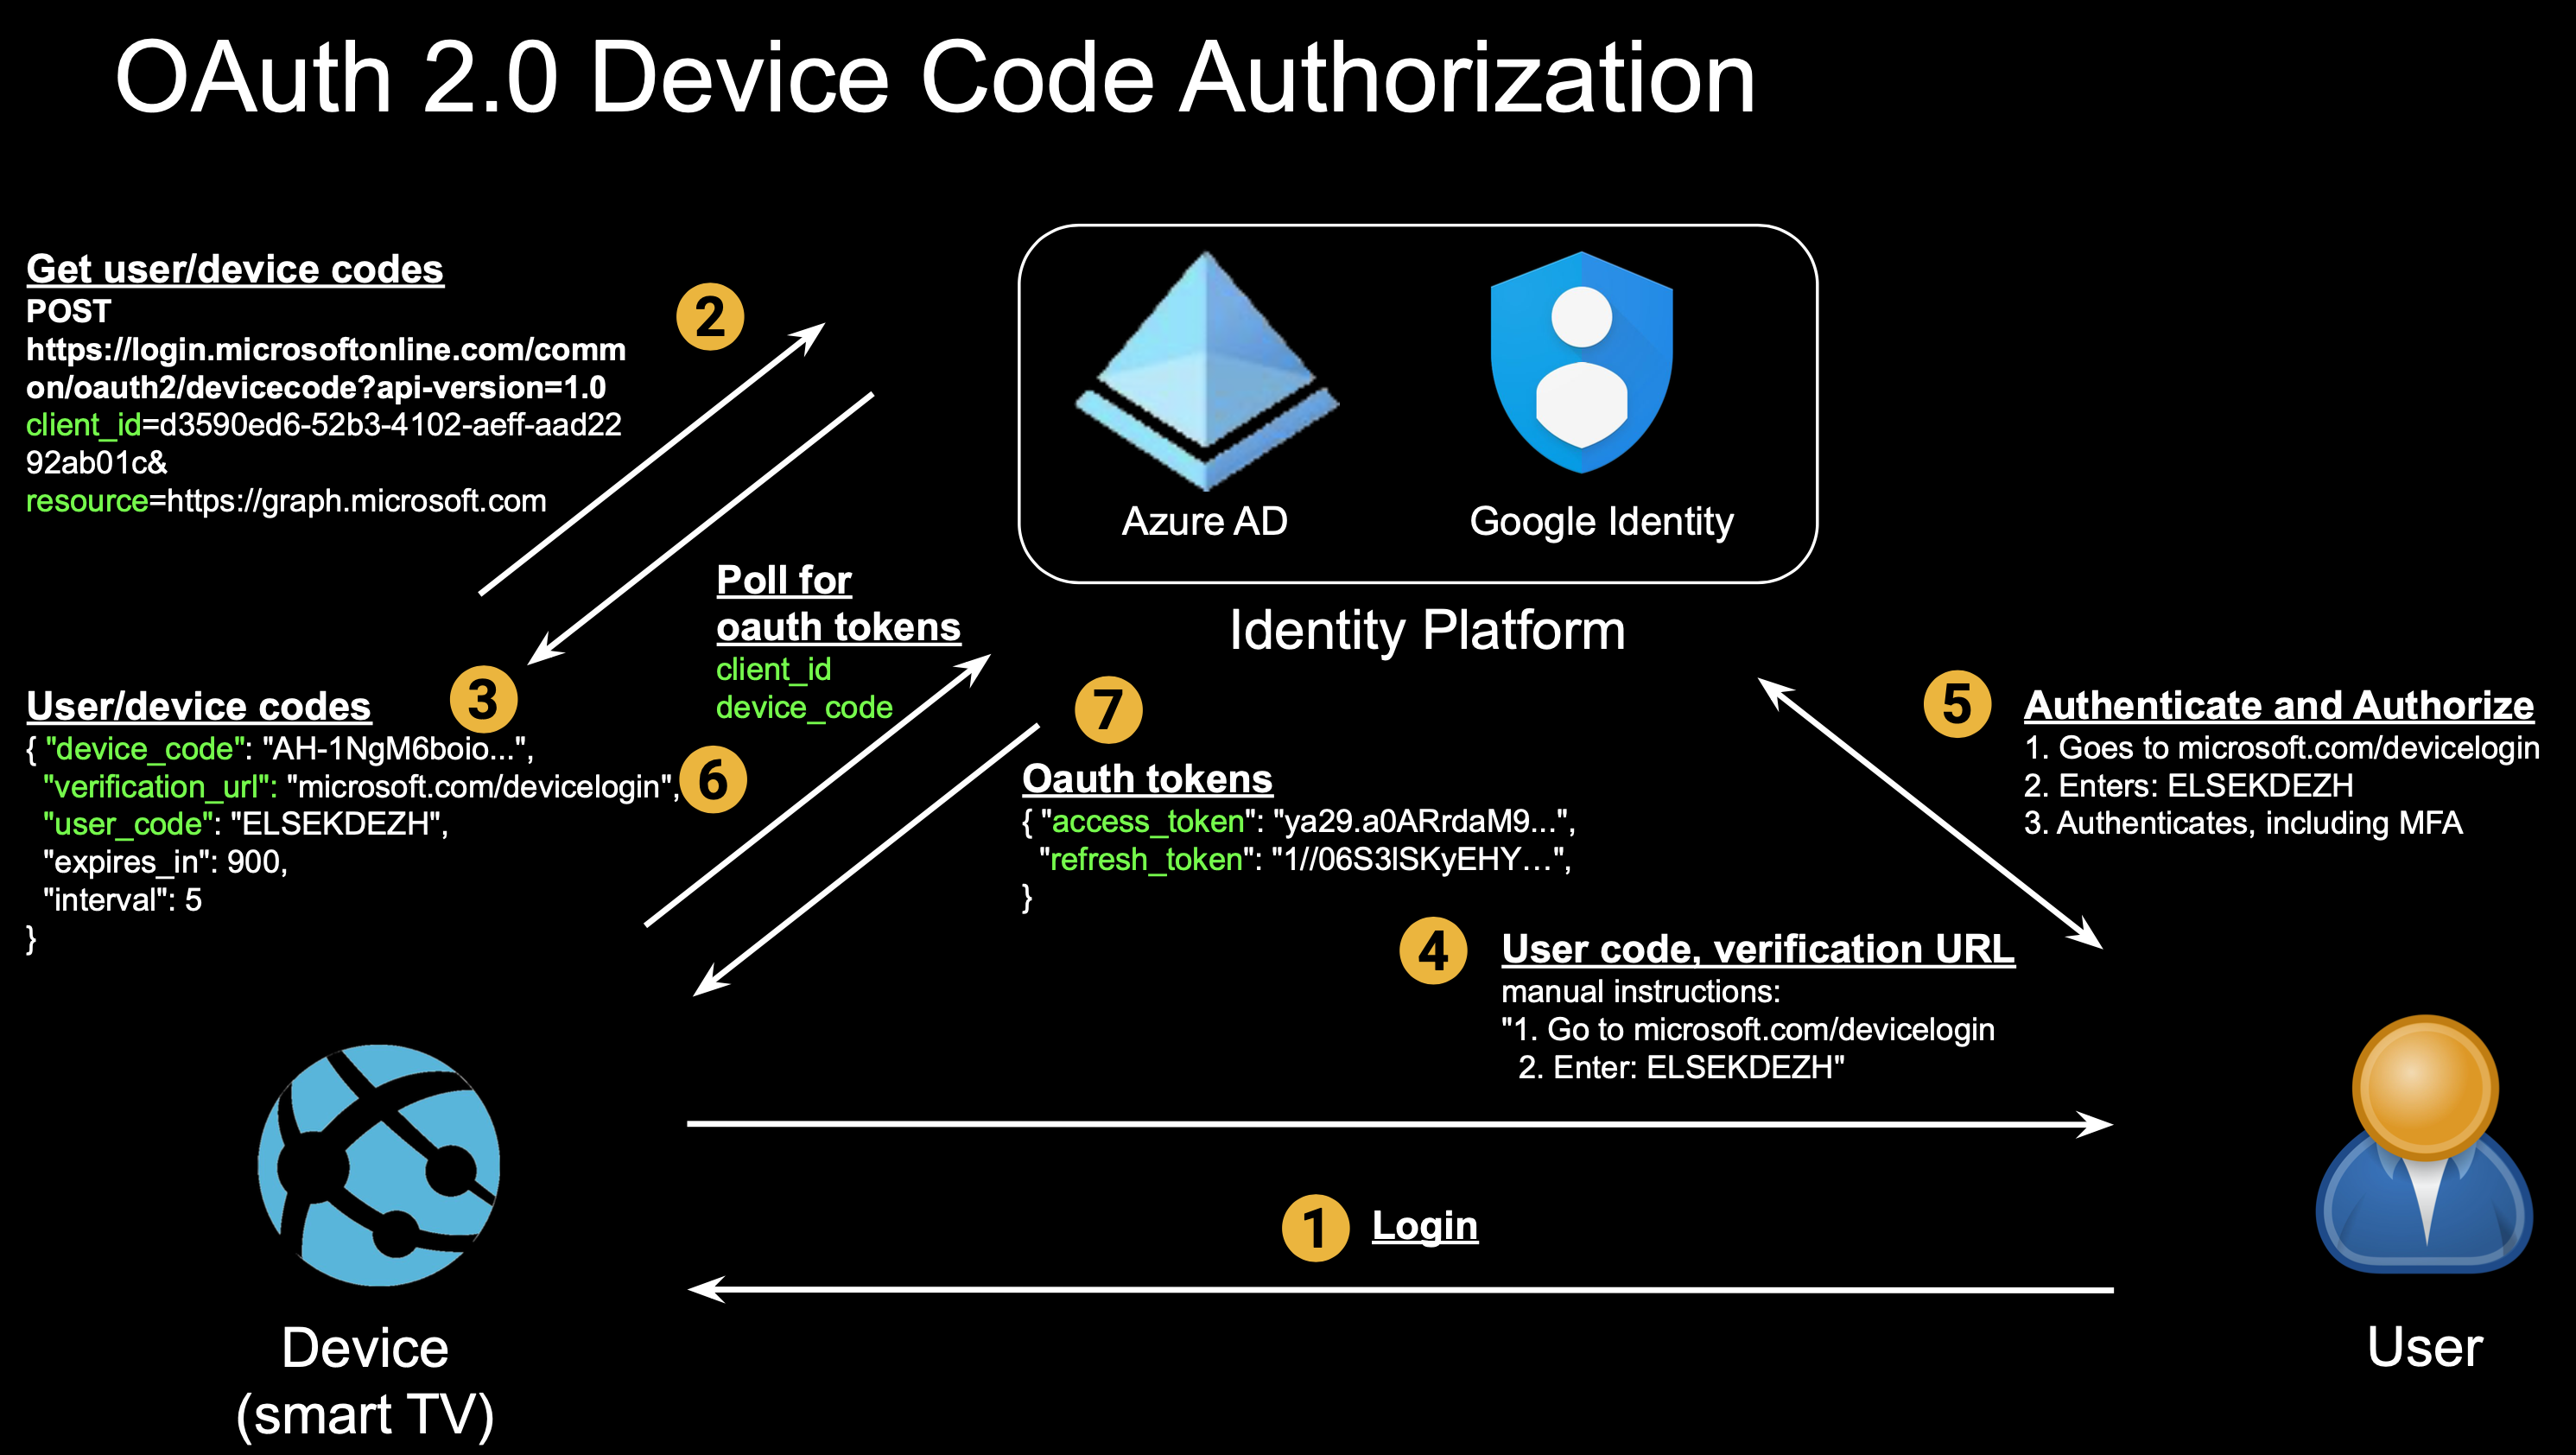 OAuth 2.0 Device Code Authorization
Get user/device codes
POST
https://login.microsoftonline.com/comm
on/oauth2/devicecode?api-version=1.0
client_id=d3590ed6-52b3-4102-aeff-aad22
92ab01c&
resource=https://graph.microsoft.com
2
Azure AD
Google Identity
Identity Platform
3
User/device codes
{ "device_code": "AH-1NgM6boio...",
"verification_url": "microsoft.com/devicelogin",
"user_code": "ELSEKDEZH",
"expires_in": 900,
"interval": 5
}
Poll for
oauth tokens
client_id
device_code
6
7
Oauth tokens
{ "access_token": "ya29.a0ARrdaM9...",
"refresh_token": "1//06S3lSKyEHY…",
}
5
Authenticate and Authorize
1. Goes to microsoft.com/devicelogin
2. Enters: ELSEKDEZH
3. Authenticates, including MFA
4
User code, verification URL
manual instructions:
"1. Go to microsoft.com/devicelogin
2. Enter: ELSEKDEZH"
1
Login
Device
(smart TV)
User